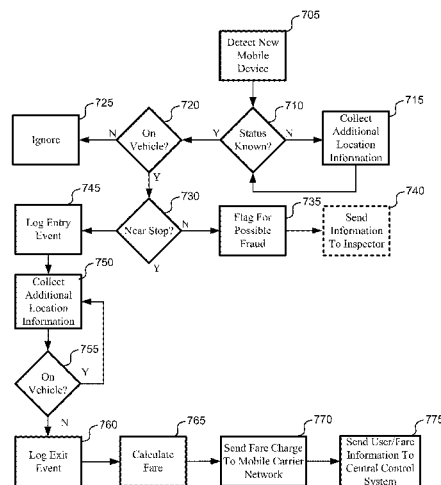 705
Detect New
Mobile
Device
710
Status
Known?
Y
N
715
Collect
Additional
Location
Information
720
On
Vehicle?
N
Y
725
Ignore
730
Near Stop?
N
Y
735
Flag For
Possible
Fraud
740
Send
Information
To Inspector
745
Log Entry
Event
750
Collect
Additional
Location
Information
755
On
Vehicle?
Y
N
760
Log Exit
Event
765
Calculate
Fare
770
Send Fare Charge
To Mobile Carrier
Network
775
Send User/Fare
Information To
Central Control
System